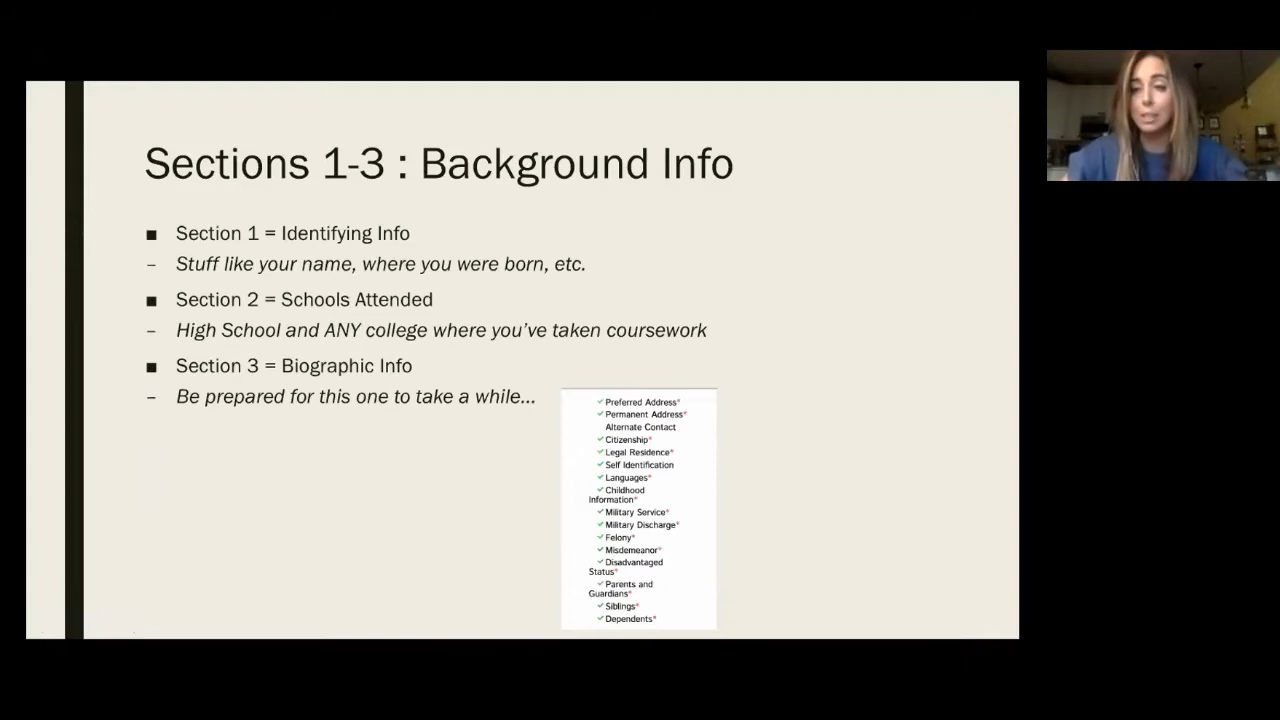 Sections 1-3 : Background Info
■ Section 1 = Identifying Info
– Stuff like your name, where you were born, etc.
■ Section 2 = Schools Attended
– High School and ANY college where you've taken coursework
■ Section 3 = Biographic Info
– Be prepared for this one to take a while...
✓ Preferred Address*
✓ Permanent Address*
Alternate Contact
✓ Citizenship*
✓ Legal Residence*
✓ Self Identification
✓ Languages*
✓ Childhood
Information*
✓ Military Service*
✓ Military Discharge*
✓ Felony*
✓ Misdemeanor*
✓ Disadvantaged
Status*
✓ Parents and
Guardians*
✓ Siblings*
✓ Dependents*